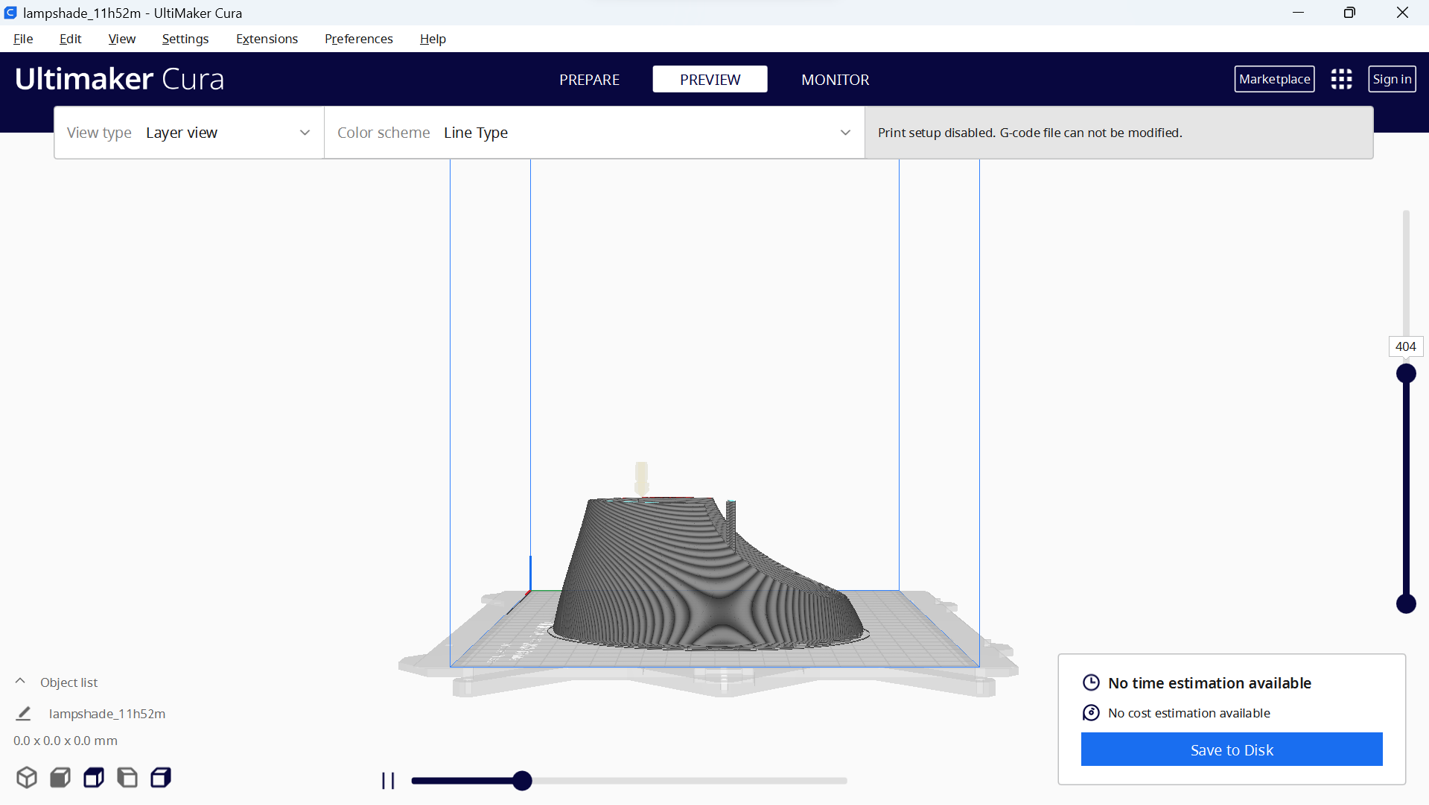 lampshade_11h52m - UltiMaker Cura
File Edit View Settings Extensions Preferences Help
Ultimaker Cura
PREPARE PREVIEW MONITOR
Marketplace Sign in
View type Layer view Color scheme Line Type Print setup disabled. G-code file can not be modified.
404
Object list
lampshade_11h52m
0.0 x 0.0 x 0.0 mm
No time estimation available
No cost estimation available
Save to Disk